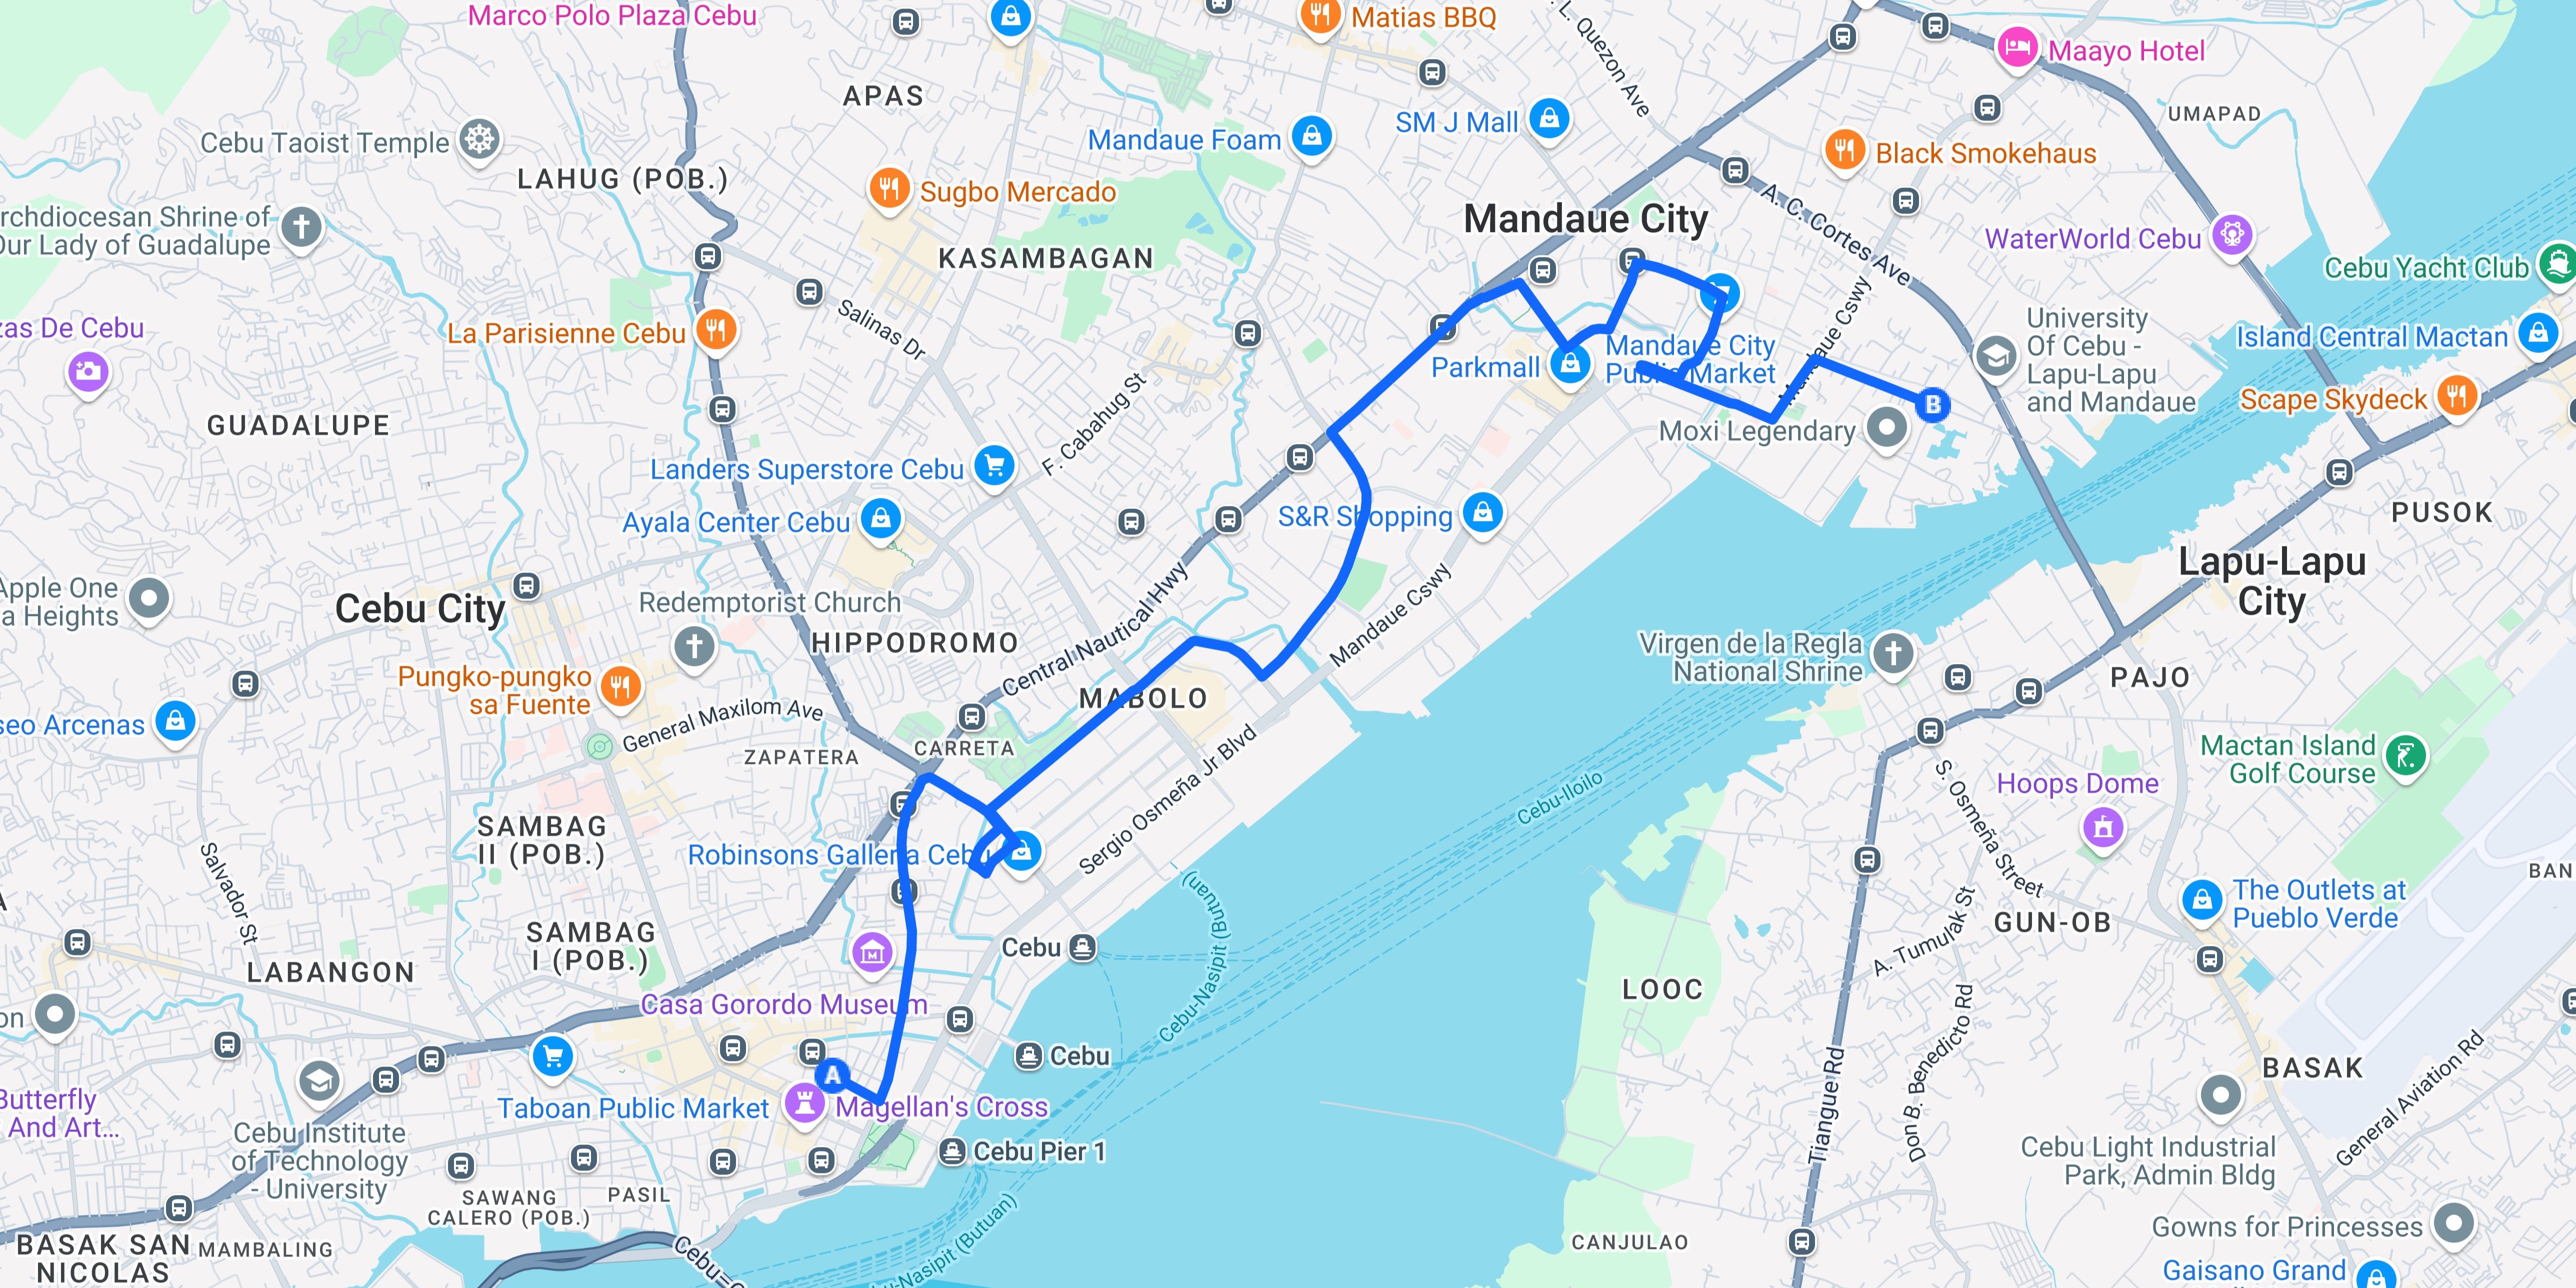 Marco Polo Plaza Cebu
Matias BBQ
L. Quezon Ave
Maayo Hotel
APAS
UMAPAD
SM J Mall
Mandaue Foam
Cebu Taoist Temple
Black Smokehaus
LAHUG (POB.)
Sugbo Mercado
A. C. Cortes Ave
Mandaue City
rchdiocesan Shrine of
Our Lady of Guadalupe
WaterWorld Cebu
KASAMBAGAN
Cebu Yacht Club
Salinas Dr
zas De Cebu
La Parisienne Cebu
Mandaue Cswy
University
Of Cebu -
Lapu-Lapu
and Mandaue
Island Central Mactan
Mandaue City
Public Market
Parkmall
F. Cabahug St
Scape Skydeck
B
GUADALUPE
Moxi Legendary
Landers Superstore Cebu
PUSOK
Ayala Center Cebu
S&R Shopping
Lapu-Lapu
City
Apple One
a Heights
Cebu City
Redemptorist Church
Central Nautical Hwy
Mandaue Cswy
HIPPODROMO
Virgen de la Regla
National Shrine
PAJO
Pungko-pungko
sa Fuente
MABOLO
General Maxilom Ave
seo Arcenas
CARRETA
ZAPATERA
Sergio Osmeña Jr Blvd
Mactan Island
Golf Course
Cebu-Iloilo
S. Osmeña Street
Hoops Dome
SAMBAG
II (POB.)
Robinsons Galleria Cebu
Salvador St
BAN
The Outlets at
Pueblo Verde
Cebu-Nasipit (Butuan)
A. Tumulak St
GUN-OB
SAMBAG
I (POB.)
Cebu
LABANGON
LOOC
Casa Gorordo Museum
on
Don B. Benedicto Rd
Cebu
BASAK
General Aviation Rd
A
Tiangue Rd
Butterfly
And Art...
Taboan Public Market
Magellan's Cross
Cebu Institute
of Technology
- University
Cebu Pier 1
Cebu Light Industrial
Park, Admin Bldg
SAWANG
CALERO (POB.)
PASIL
Gowns for Princesses
u-Nasipit (Butuan)
BASAK SAN
NICOLAS
MAMBALING
CANJULAO
Gaisano Grand